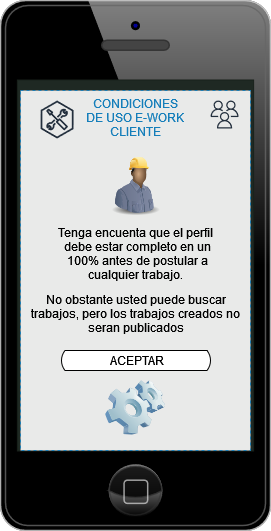 CONDICIONES
DE USO E-WORK
CLIENTE
Tenga encuenta que el perfil
debe estar completo en un
100% antes de postular a
cualquier trabajo.
No obstante usted puede buscar
trabajos, pero los trabajos creados no
seran publicados
ACEPTAR